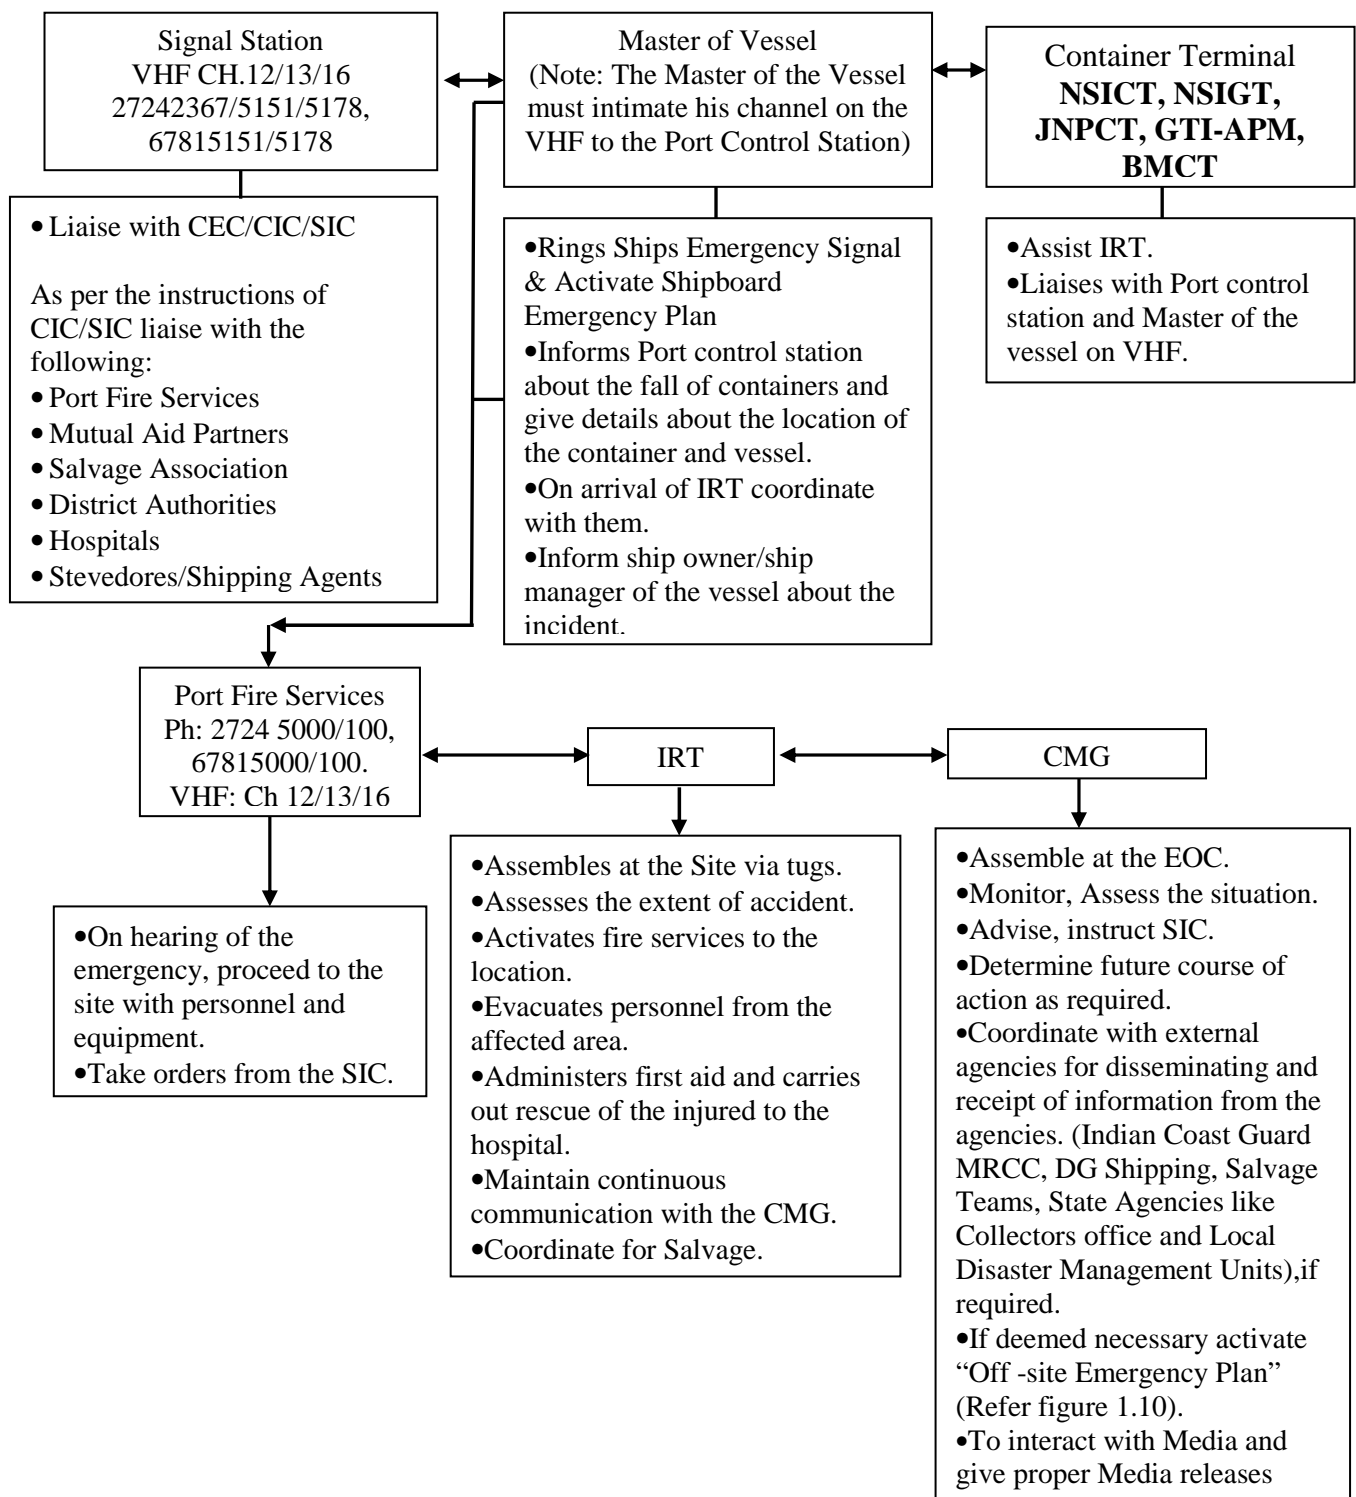 Signal Station
VHF CH.12/13/16
27242367/5151/5178,
67815151/5178
Master of Vessel
(Note: The Master of the Vessel
must intimate his channel on the
VHF to the Port Control Station)
Container Terminal
NSICT, NSIGT,
JNPCT, GTI-APM,
BMCT
•Liaise with CEC/CIC/SIC
As per the instructions of
CIC/SIC liaise with the
following:
•Port Fire Services
•Mutual Aid Partners
•Salvage Association
•District Authorities
•Hospitals
•Stevedores/Shipping Agents
•Rings Ships Emergency Signal
& Activate Shipboard
Emergency Plan
•Informs Port control station
about the fall of containers and
give details about the location of
the container and vessel.
•On arrival of IRT coordinate
with them.
•Inform ship owner/ship
manager of the vessel about the
incident.
•Assist IRT.
•Liaises with Port control
station and Master of the
vessel on VHF.
Port Fire Services
Ph: 2724 5000/100,
67815000/100.
VHF: Ch 12/13/16
IRT
CMG
•On hearing of the
emergency, proceed to the
site with personnel and
equipment.
•Take orders from the SIC.
•Assembles at the Site via tugs.
•Assesses the extent of accident.
•Activates fire services to the
location.
•Evacuates personnel from the
affected area.
•Administers first aid and carries
out rescue of the injured to the
hospital.
•Maintain continuous
communication with the CMG.
•Coordinate for Salvage.
•Assemble at the EOC.
•Monitor, Assess the situation.
•Advise, instruct SIC.
•Determine future course of
action as required.
•Coordinate with external
agencies for disseminating and
receipt of information from the
agencies. (Indian Coast Guard
MRCC, DG Shipping, Salvage
Teams, State Agencies like
Collectors office and Local
Disaster Management Units),if
required.
•If deemed necessary activate
“Off -site Emergency Plan”
(Refer figure 1.10).
•To interact with Media and
give proper Media releases